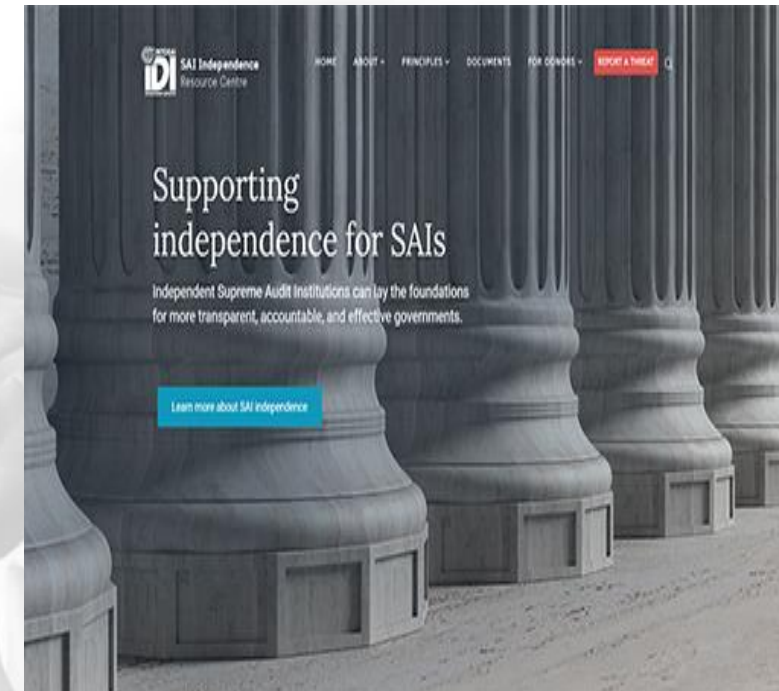 INTOSAI
IDI
SAI Independence
Resource Centre
HOME ABOUT PRINCIPLES DOCUMENTS FOR DONORS REPORT A THREAT
Supporting
independence for SAIs
Independent Supreme Audit Institutions can lay the foundations
for more transparent, accountable, and effective governments.
Learn more about SAI independence